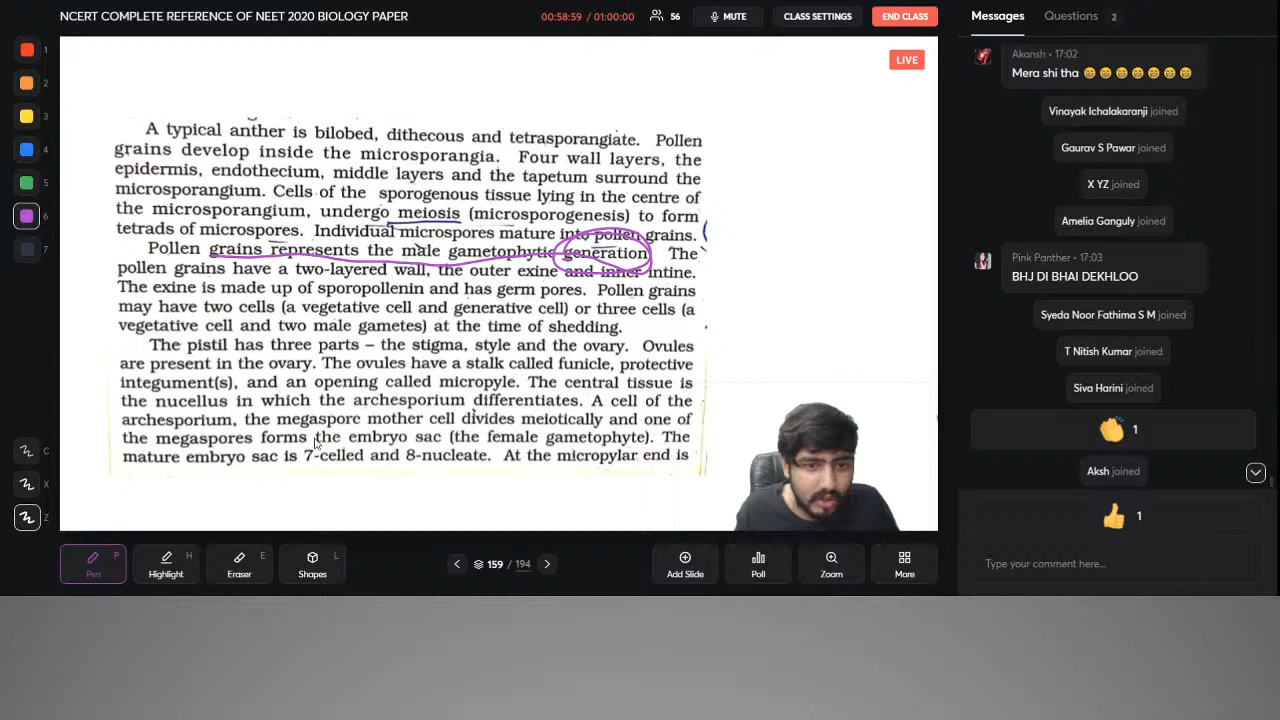 NCERT COMPLETE REFERENCE OF NEET 2020 BIOLOGY PAPER
00:58:59 / 01:00:00
56
MUTE
CLASS SETTINGS
END CLASS
Messages
Questions 2
LIVE
1
2
3
4
5
6
7
C
X
Z
A typical anther is bilobed, dithecous and tetrasporangiate. Pollen
grains develop inside the microsporangia. Four wall layers, the
epidermis, endothecium, middle layers and the tapetum surround the
microsporangium. Cells of the sporogenous tissue lying in the centre of
the microsporangium, undergo meiosis (microsporogenesis) to form
tetrads of microspores. Individual microspores mature into pollen grains.
Pollen grains represents the male gametophytic generation. The
pollen grains have a two-layered wall, the outer exine and inner intine.
The exine is made up of sporopollenin and has germ pores. Pollen grains
may have two cells (a vegetative cell and generative cell) or three cells (a
vegetative cell and two male gametes) at the time of shedding.
The pistil has three parts – the stigma, style and the ovary. Ovules
are present in the ovary. The ovules have a stalk called funicle, protective
integument(s), and an opening called micropyle. The central tissue is
the nucellus in which the archesporium differentiates. A cell of the
archesporium, the megaspore mother cell divides meiotically and one of
the megaspores forms the embryo sac (the female gametophyte). The
mature embryo sac is 7-celled and 8-nucleate. At the micropylar end is
Akansh • 17:02
Mera shi tha 😁😁😁😁😁😁😁
Vinayak Ichalakaranji joined
Gaurav S Pawar joined
X YZ joined
Amelia Ganguly joined
Pink Panther • 17:03
BHJ DI BHAI DEKHLOO
Syeda Noor Fathima S M joined
T Nitish Kumar joined
Siva Harini joined
👏 1
Aksh joined
👍 1
Type your comment here...
Pen P
Highlight H
Eraser E
Shapes L
159 / 194
Add Slide
Poll
Zoom
More